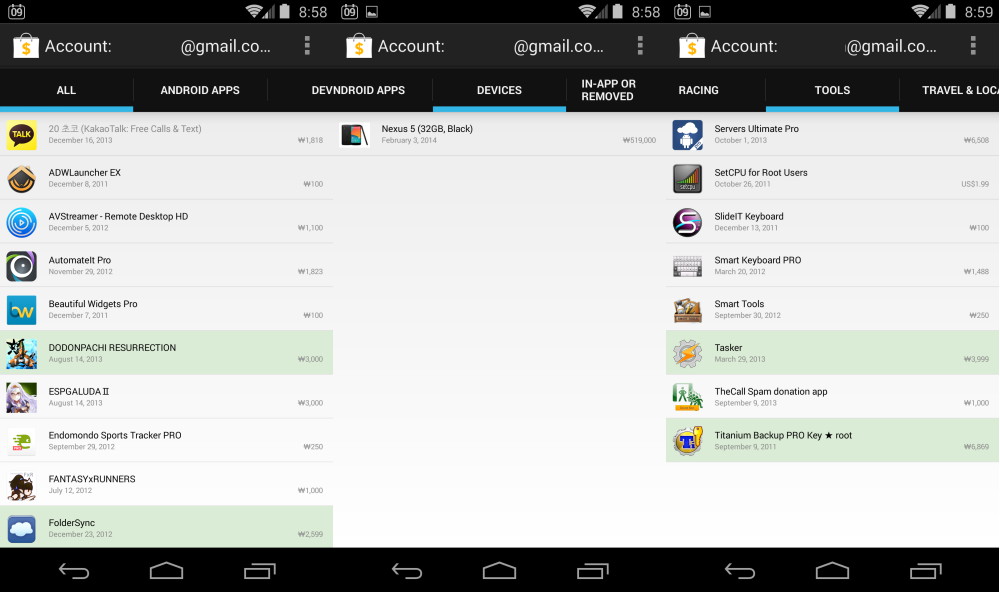 09
8:58
Account: @gmail.co...
ALL
ANDROID APPS
DEV
20 초코 (KakaoTalk: Free Calls & Text)
December 16, 2013
₩1,818
ADWLauncher EX
December 8, 2011
₩100
AVStreamer - Remote Desktop HD
December 5, 2012
₩1,100
AutomateIt Pro
November 29, 2012
₩1,823
Beautiful Widgets Pro
December 7, 2011
₩100
DODONPACHI RESURRECTION
August 14, 2013
₩3,000
ESPGALUDA II
August 14, 2013
₩3,000
Endomondo Sports Tracker PRO
September 29, 2012
₩250
FANTASYxRUNNERS
July 12, 2012
₩1,000
FolderSync
December 23, 2012
₩2,599
09
8:58
Account: @gmail.co...
NDROID APPS
DEVICES
IN-APP OR
REMOVED
Nexus 5 (32GB, Black)
February 3, 2014
₩519,000
09
8:59
Account: @gmail.co...
RACING
TOOLS
TRAVEL & LOCA
Servers Ultimate Pro
October 1, 2013
₩6,508
SetCPU for Root Users
October 26, 2011
US$1.99
SlideIT Keyboard
December 13, 2011
₩100
Smart Keyboard PRO
March 20, 2012
₩1,488
Smart Tools
September 30, 2012
₩250
Tasker
March 29, 2013
₩3,999
TheCall Spam donation app
September 9, 2013
₩1,000
Titanium Backup PRO Key ★ root
September 9, 2011
₩6,869
TALK
setcpu